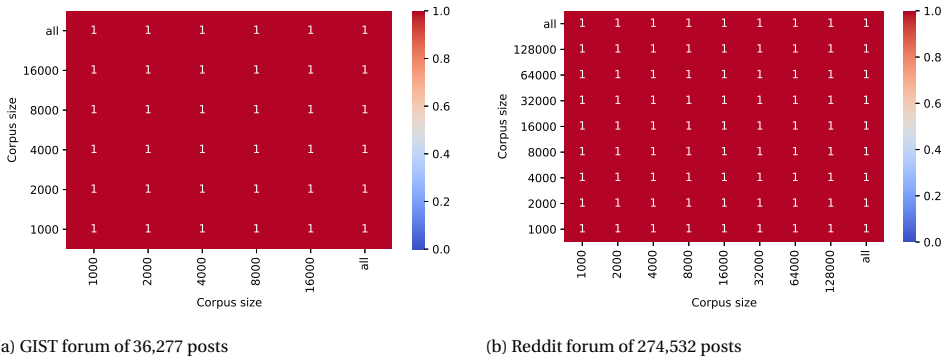 all 1 1 1 1 1 1 1.0
16000 1 1 1 1 1 1 0.8
8000 1 1 1 1 1 1 0.6
4000 1 1 1 1 1 1 0.4
2000 1 1 1 1 1 1 0.2
1000 1 1 1 1 1 1 0.0
Corpus size
1000 2000 4000 8000 16000 all
Corpus size
a) GIST forum of 36,277 posts
all 1 1 1 1 1 1 1 1 1 1.0
128000 1 1 1 1 1 1 1 1 1
64000 1 1 1 1 1 1 1 1 1 0.8
32000 1 1 1 1 1 1 1 1 1 0.6
16000 1 1 1 1 1 1 1 1 1
8000 1 1 1 1 1 1 1 1 1 0.4
4000 1 1 1 1 1 1 1 1 1
2000 1 1 1 1 1 1 1 1 1 0.2
1000 1 1 1 1 1 1 1 1 1 0.0
Corpus size
1000 2000 4000 8000 16000 32000 64000 128000 all
Corpus size
(b) Reddit forum of 274,532 posts